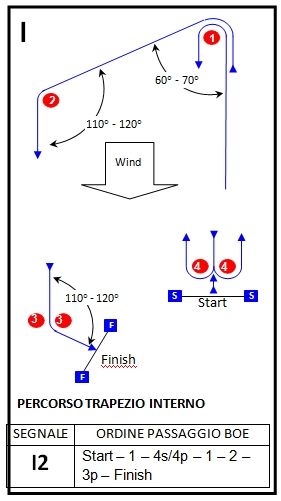 I
1
60° - 70°
2
110° - 120°
Wind
4 4
S S
Start
110° - 120°
3 3
F
Finish
F
PERCORSO TRAPEZIO INTERNO
SEGNALE ORDINE PASSAGGIO BOE
I2 Start – 1 – 4s/4p – 1 – 2 –
3p – Finish